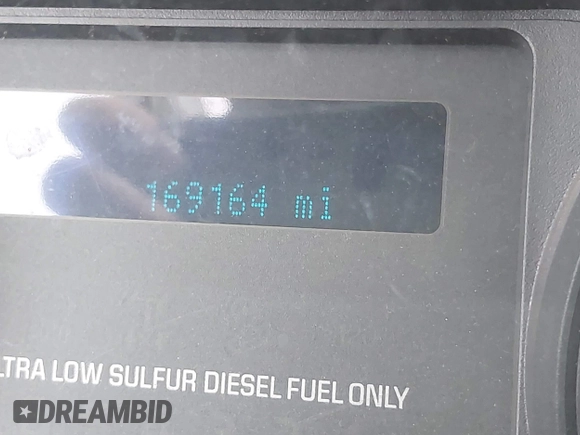 169164 mi
LTRA LOW SULFUR DIESEL FUEL ONLY
DREAMBID